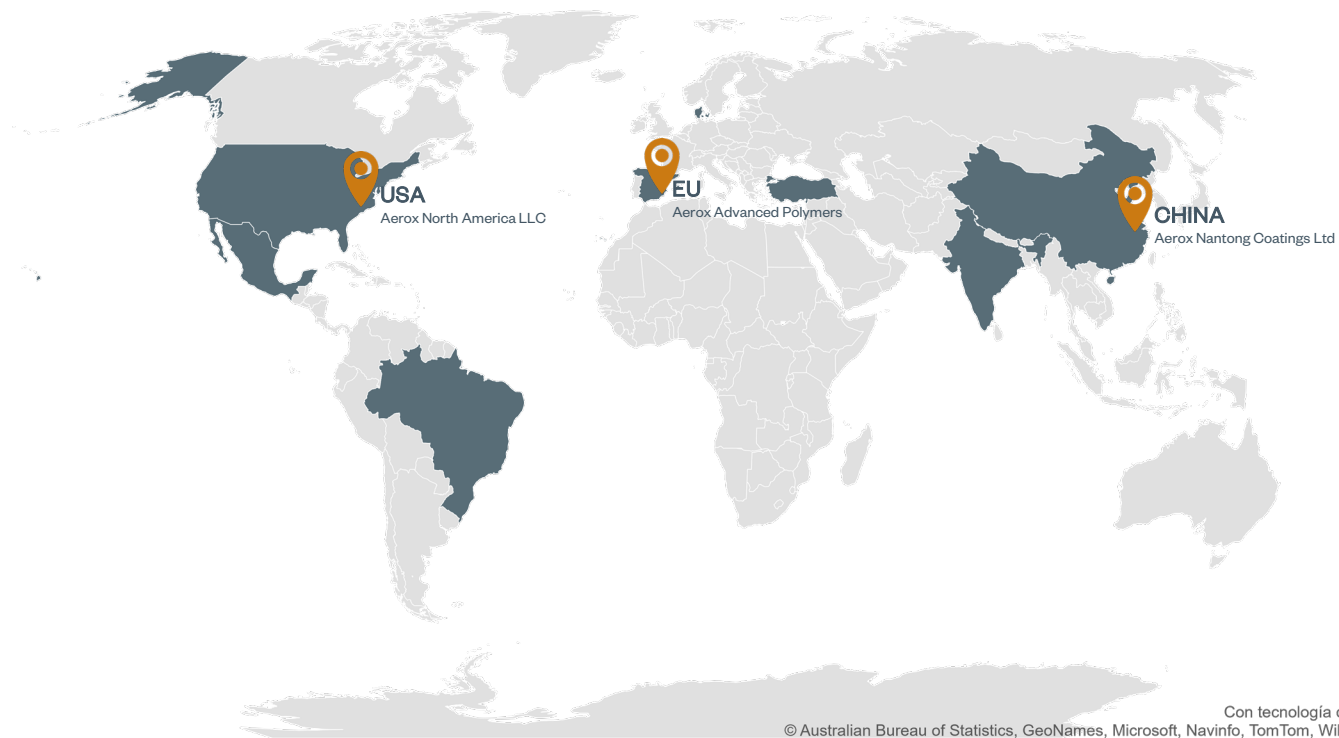 USA
Aerox North America LLC
EU
Aerox Advanced Polymers
CHINA
Aerox Nantong Coatings Ltd
Con tecnología
© Australian Bureau of Statistics, GeoNames, Microsoft, Navinfo, TomTom,